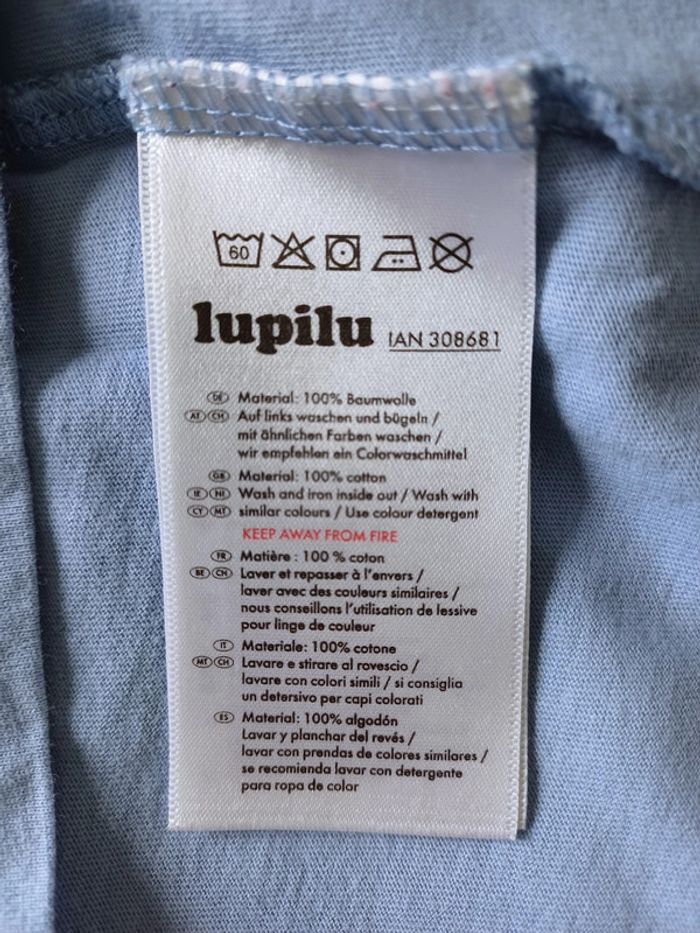 60
lupilu IAN 308681
DE Material: 100% Baumwolle
AT CH Auf links waschen und bügeln /
mit ähnlichen Farben waschen /
wir empfehlen ein Colorwaschmittel
GB Material: 100% cotton
IE NI Wash and iron inside out / Wash with
CY MT similar colours / Use colour detergent
KEEP AWAY FROM FIRE
FR Matière : 100 % coton
BE CH Laver et repasser à l'envers /
laver avec des couleurs similaires /
nous conseillons l'utilisation de lessive
pour linge de couleur
IT Materiale: 100% cotone
MT CH Lavare e stirare al rovescio /
lavare con colori simili / si consiglia
un detersivo per capi colorati
ES Material: 100% algodón
Lavar y planchar del revés /
lavar con prendas de colores similares /
se recomienda lavar con detergente
para ropa de color